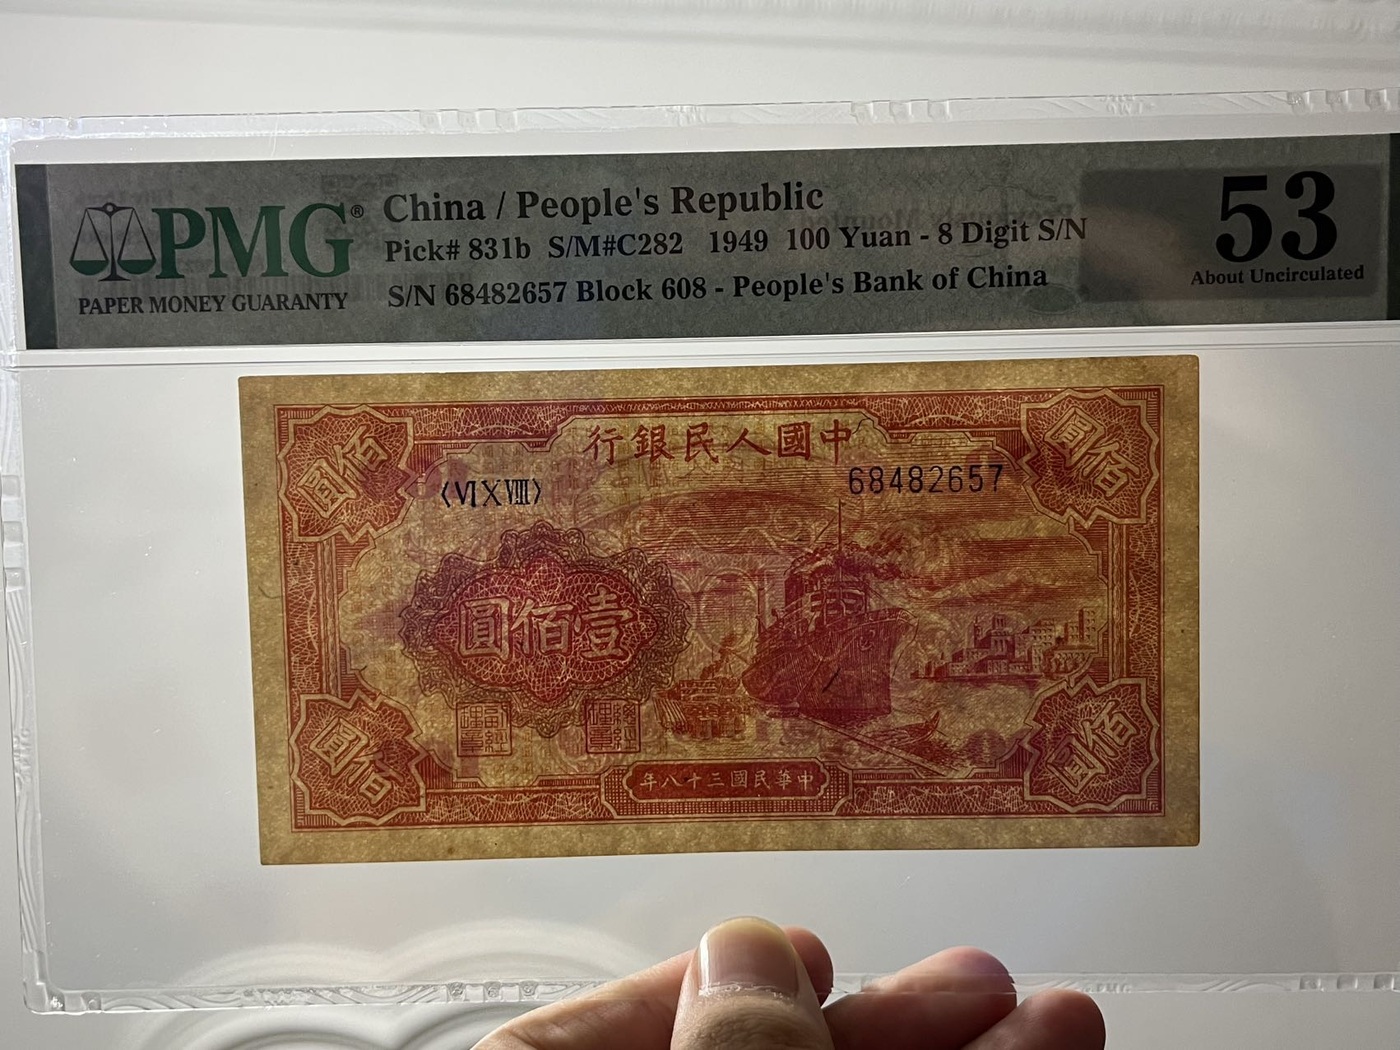 PMG®
PAPER MONEY GUARANTY
China / People's Republic
Pick# 831b S/M#C282 1949 100 Yuan - 8 Digit S/N
S/N 68482657 Block 608 - People's Bank of China
53
About Uncirculated
行銀民人國中
〈VI X VIII〉
68482657
圓佰
圓佰
圓佰壹
圓佰
圓佰
年八十三國民華中